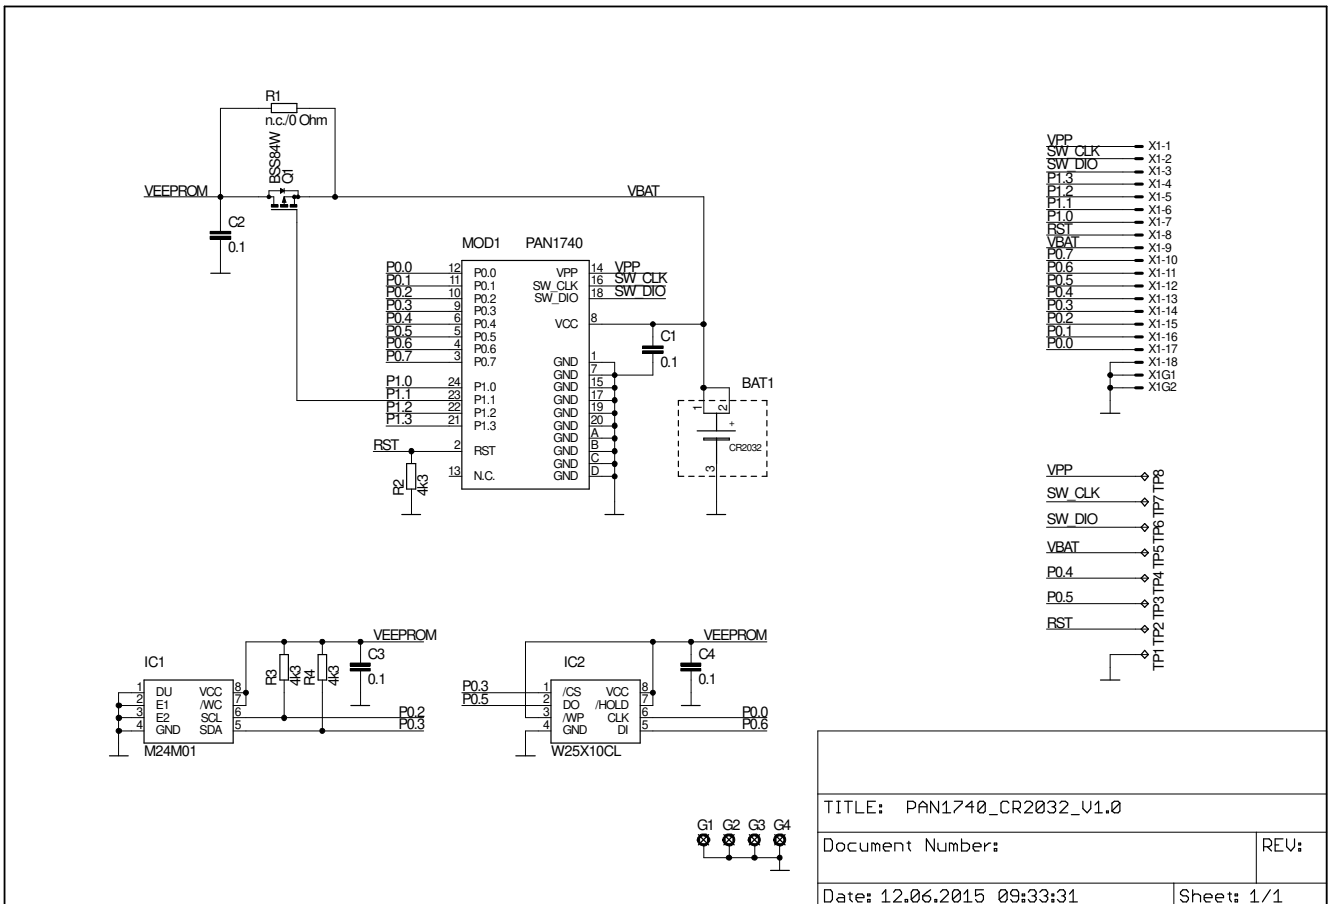 R1
n.c./0 Ohm
BSS84W
Q1
VEEPROM
VBAT
C2
0.1
MOD1 PAN1740
P0.0 12 P0.0 VPP 14 VPP
P0.1 11 P0.1 SW_CLK 16 SW_CLK
P0.2 10 P0.2 SW_DIO 18 SW_DIO
P0.3 9 P0.3
P0.4 6 P0.4 VCC 8
P0.5 5 P0.5
P0.6 4 P0.6
P0.7 3 P0.7 GND 1
GND 7
P1.0 24 P1.0 GND 15
P1.1 23 P1.1 GND 17
P1.2 22 P1.2 GND 19
P1.3 21 P1.3 GND 20
GND A
RST 2 RST GND B
GND C
13 N.C. GND D
R2
4k3
C1
0.1
BAT1
1 2
+
CR2032
3
VPP X1-1
SW_CLK X1-2
SW_DIO X1-3
P1.3 X1-4
P1.2 X1-5
P1.1 X1-6
P1.0 X1-7
RST X1-8
VBAT X1-9
P0.7 X1-10
P0.6 X1-11
P0.5 X1-12
P0.4 X1-13
P0.3 X1-14
P0.2 X1-15
P0.1 X1-16
P0.0 X1-17
X1-18
X1G1
X1G2
VPP TP8
SW_CLK TP7
SW_DIO TP6
VBAT TP5
P0.4 TP4
P0.5 TP3
RST TP2
TP1
VEEPROM
IC1
R3
4k3
R4
4k3
C3
0.1
1 DU VCC 8
2 E1 /WC 7
3 E2 SCL 6 P0.2
4 GND SDA 5 P0.3
M24M01
VEEPROM
IC2
C4
0.1
P0.3 1 /CS VCC 8
P0.5 2 DO /HOLD 7
3 /WP CLK 6 P0.0
4 GND DI 5 P0.6
W25X10CL
G1 G2 G3 G4
TITLE: PAN1740_CR2032_V1.0
Document Number:
REV:
Date: 12.06.2015 09:33:31
Sheet: 1/1